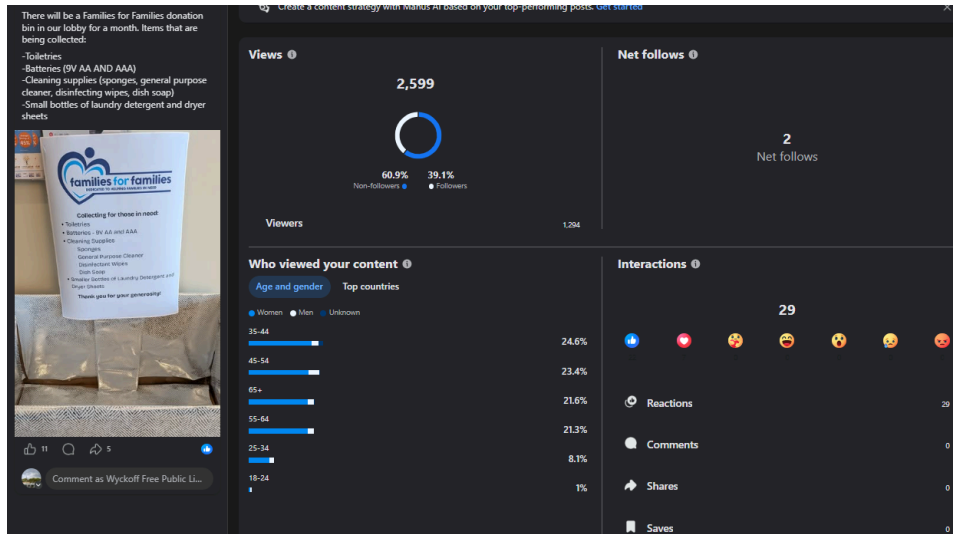 There will be a Families for Families donation
bin in our lobby for a month. Items that are
being collected:
-Toiletries
-Batteries (9V AA AND AAA)
-Cleaning supplies (sponges, general purpose
cleaner, disinfecting wipes, dish soap)
-Small bottles of laundry detergent and dryer
sheets
families for families
DEDICATED TO HELPING FAMILIES IN NEED
Collecting for those in need!
• Toiletries
• Batteries - 9V AA and AAA
• Cleaning Supplies
Sponges
General Purpose Cleaner
Disinfectant Wipes
Dish Soap
• Smaller Bottles of Laundry Detergent and
Dryer Sheets
Thank you for your generosity!
11
5
Comment as Wyckoff Free Public Li...
Create a content strategy with Manus AI based on your top-performing posts. Get started
Views
2,599
60.9% 39.1%
Non-followers Followers
Viewers 1,294
Net follows
2
Net follows
Who viewed your content
Age and gender Top countries
Women Men Unknown
35-44
24.6%
45-54
23.4%
65+
21.6%
55-64
21.3%
25-34
8.1%
18-24
1%
Interactions
29
Reactions 29
Comments 0
Shares 0
Saves 0